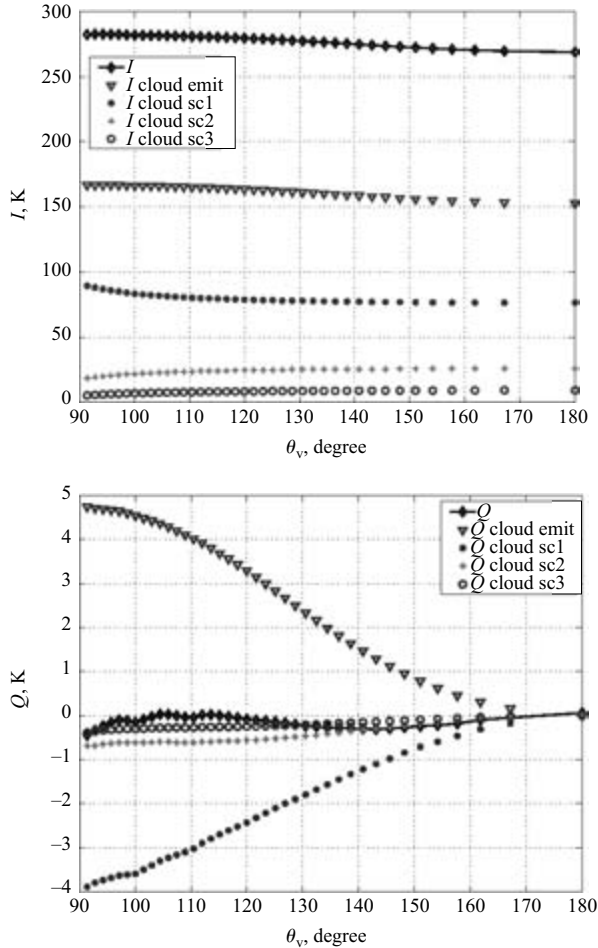 300
250
200
150
100
50
0
I, K
I
I cloud emit
I cloud sc1
I cloud sc2
I cloud sc3
100
110
120
130
140
150
160
170
180
θv, degree
5
4
3
2
1
0
−1
−2
−3
−4
Q, K
Q
Q cloud emit
Q cloud sc1
Q cloud sc2
Q cloud sc3
90
100
110
120
130
140
150
160
170
180
θv, degree